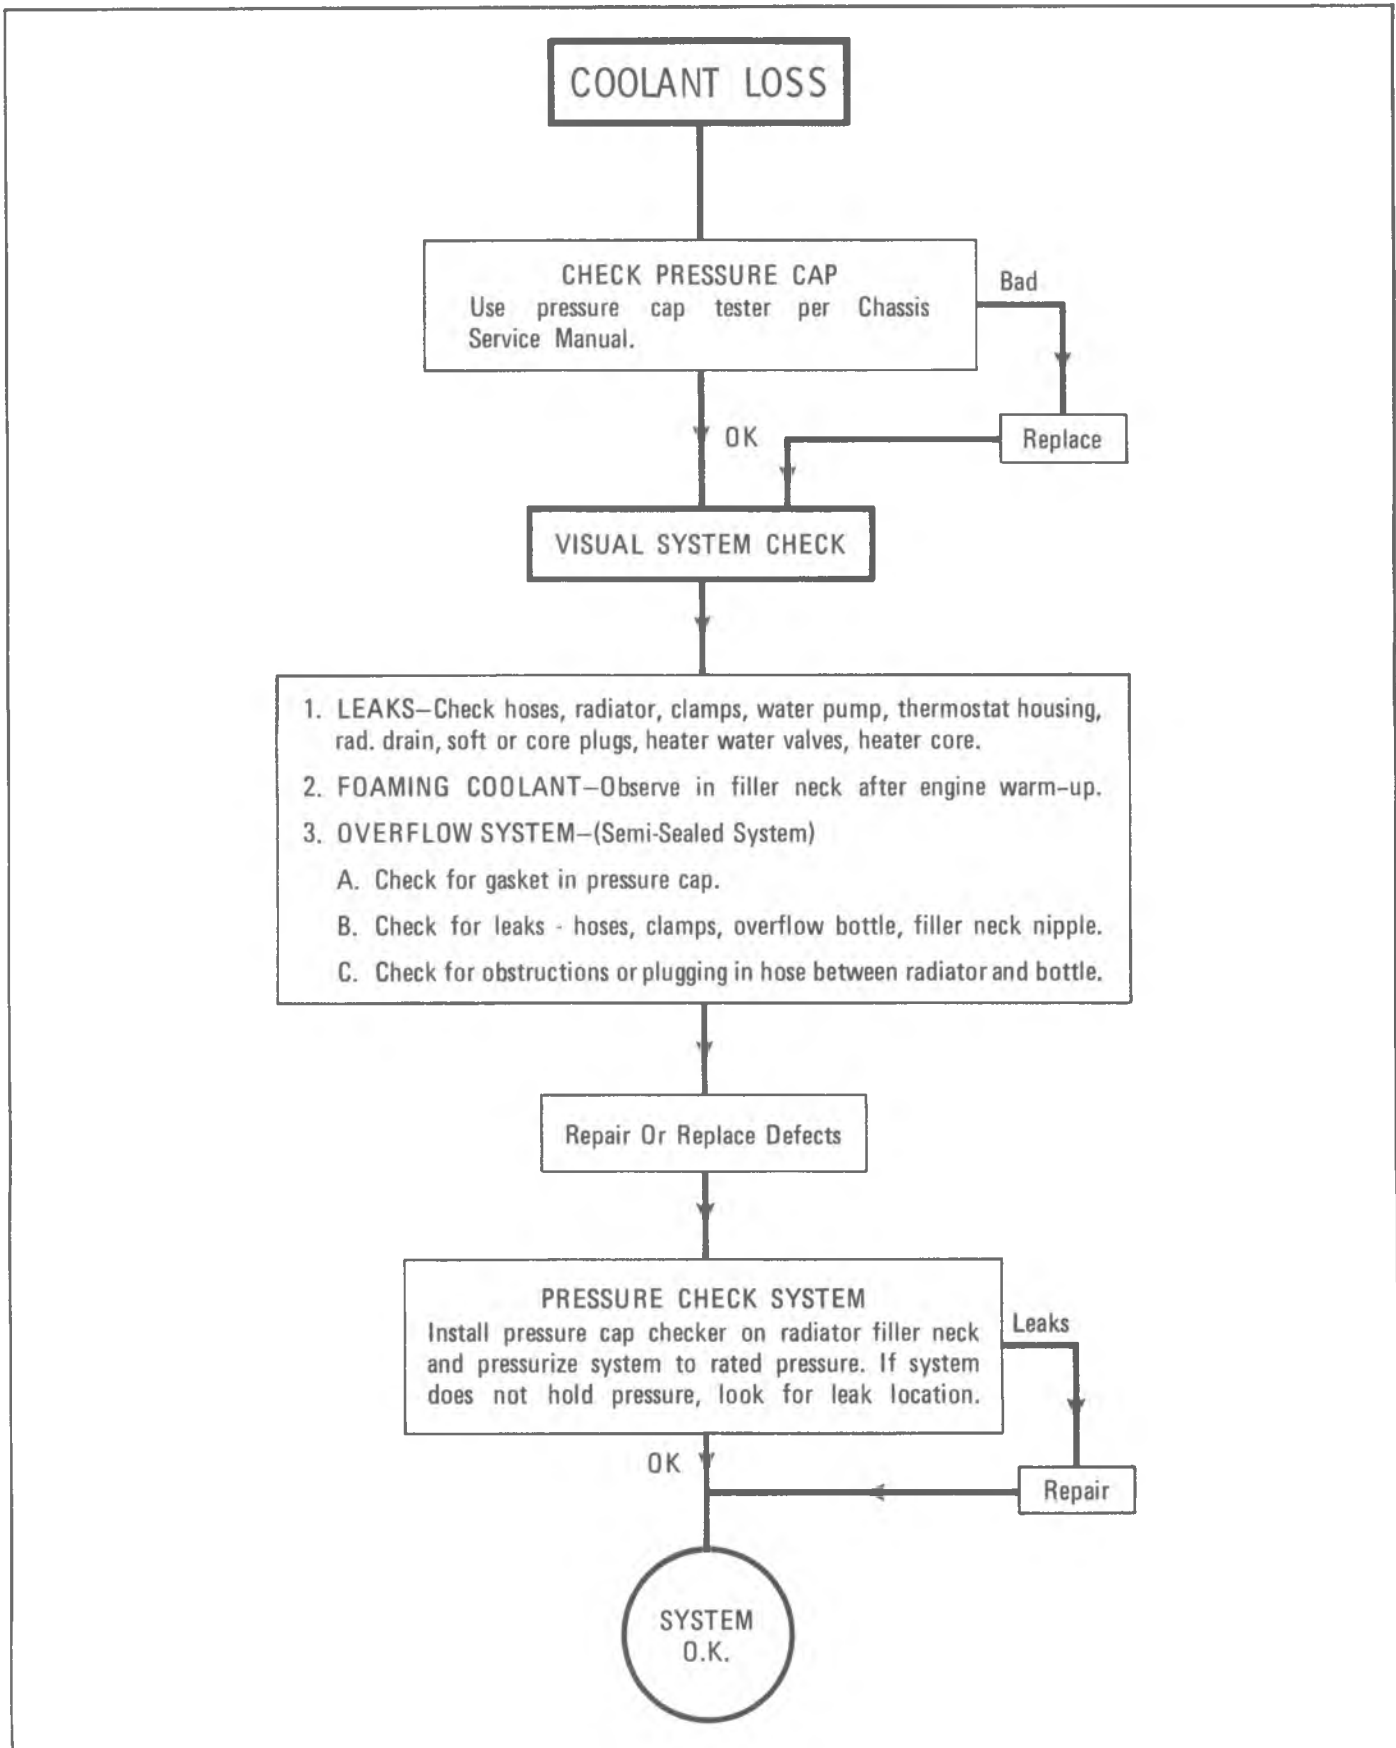 COOLANT LOSS
CHECK PRESSURE CAP
Use pressure cap tester per Chassis
Service Manual.
Bad
OK
Replace
VISUAL SYSTEM CHECK
1. LEAKS–Check hoses, radiator, clamps, water pump, thermostat housing,
rad. drain, soft or core plugs, heater water valves, heater core.
2. FOAMING COOLANT–Observe in filler neck after engine warm-up.
3. OVERFLOW SYSTEM–(Semi-Sealed System)
A. Check for gasket in pressure cap.
B. Check for leaks - hoses, clamps, overflow bottle, filler neck nipple.
C. Check for obstructions or plugging in hose between radiator and bottle.
Repair Or Replace Defects
PRESSURE CHECK SYSTEM
Install pressure cap checker on radiator filler neck
and pressurize system to rated pressure. If system
does not hold pressure, look for leak location.
Leaks
OK
Repair
SYSTEM
O.K.